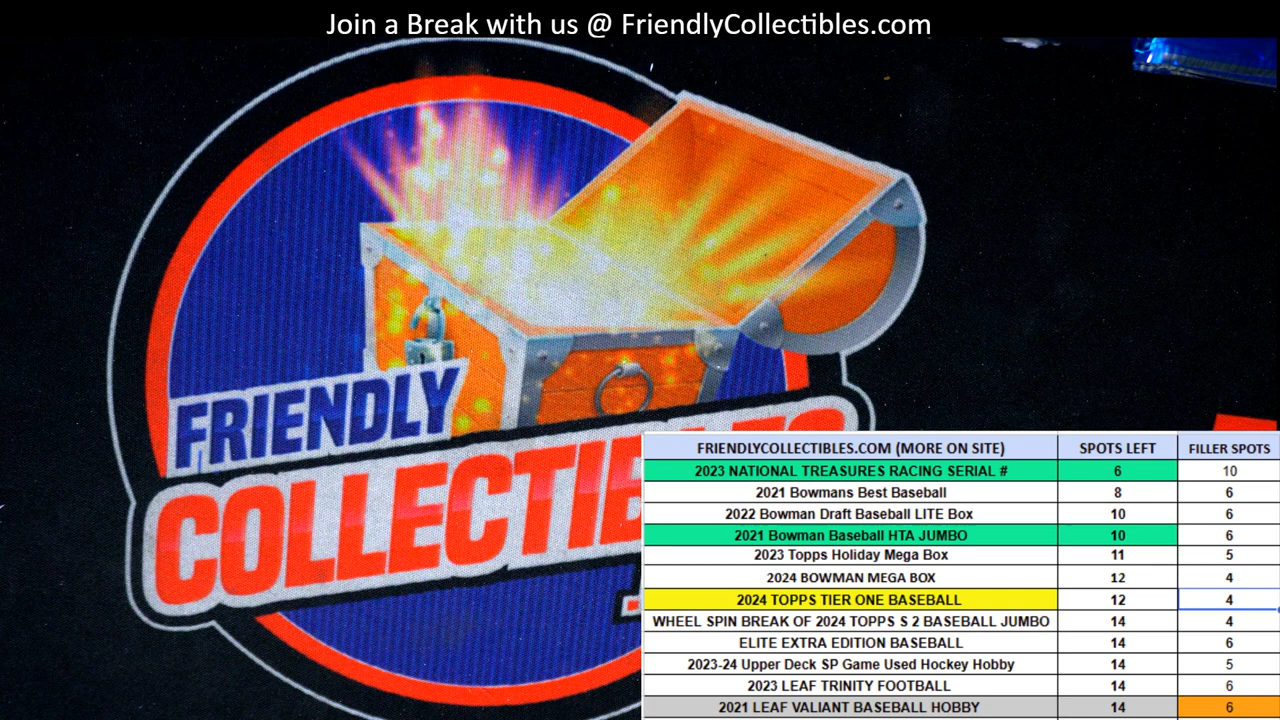 Join a Break with us @ FriendlyCollectibles.com
FRIENDLY
FRIENDLYCOLLECTIBLES.COM (MORE ON SITE) SPOTS LEFT FILLER SPOTS
2023 NATIONAL TREASURES RACING SERIAL # 6 10
2021 Bowmans Best Baseball 8 6
2022 Bowman Draft Baseball LITE Box 10 6
2021 Bowman Baseball HTA JUMBO 10 6
2023 Topps Holiday Mega Box 11 5
2024 BOWMAN MEGA BOX 12 4
2024 TOPPS TIER ONE BASEBALL 12 4
WHEEL SPIN BREAK OF 2024 TOPPS S 2 BASEBALL JUMBO 14 4
ELITE EXTRA EDITION BASEBALL 14 6
2023-24 Upper Deck SP Game Used Hockey Hobby 14 5
2023 LEAF TRINITY FOOTBALL 14 6
2021 LEAF VALIANT BASEBALL HOBBY 14 6